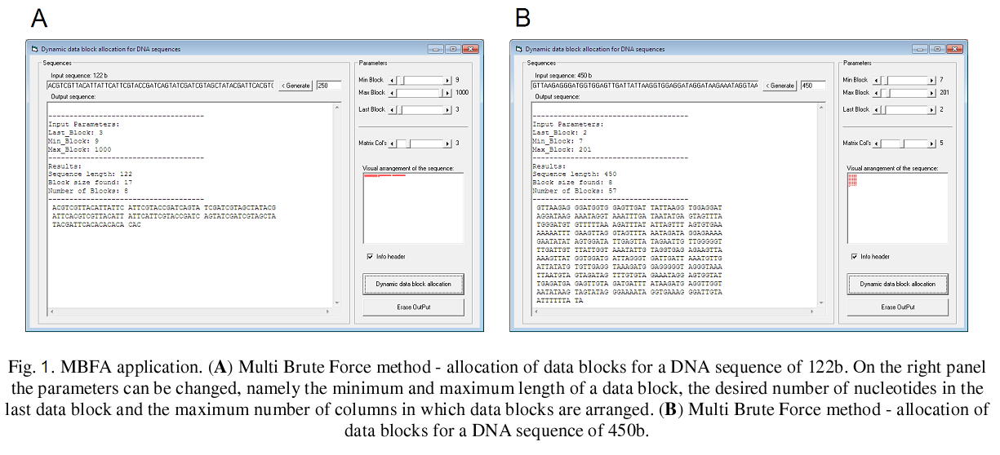 A
Dynamic data block allocation for DNA sequences
Sequences
Input sequence: 122 b
ACGTCGTTACATTATTCATTCGTACCGATCAGTATCGATCGTAGCTATACGATTCACGT
< Generate
250
Output sequence:
------------------------------------
Input Parameters:
Last_Block: 3
Min_Block: 9
Max_Block: 1000
------------------------------------
Results:
Sequence length: 122
Block size found: 17
Number of Blocks: 8
------------------------------------
ACGTCGTTACATTATTC ATTCGTACCGATCAGTA TCGATCGTAGCTATACG
ATTCACGTCGTTACATT ATTCATTCGTACCGATC AGTATCGATCGTAGCTA
TACGATTCACACACACA CAC
Parameters
Min Block 9
Max Block 1000
Last Block 3
Matrix Col's 3
Visual arrangement of the sequence:
Info header
Dynamic data block allocation
Erase OutPut
B
Dynamic data block allocation for DNA sequences
Sequences
Input sequence: 450 b
GTTAAGAGGGATGGTGGAGTTGATTATTAAGGTGGAGGATAGGATAAGAAATAGGTAA
< Generate
450
Output sequence:
------------------------------------
Input Parameters:
Last_Block: 2
Min_Block: 7
Max_Block: 201
------------------------------------
Results:
Sequence length: 450
Block size found: 8
Number of Blocks: 57
------------------------------------
GTTAAGAG GGATGGTG GAGTTGAT TATTAAGG TGGAGGAT
AGGATAAG AAATAGGT AAATTTGA TAATATGA GTAGTTTA
TGGGATGT GTTTTTAA AGATTTAT ATTAGTTT AGTGTGAA
AAAAATTT GAAGTTAG GTAGTTTA AATAGATA GGAGAAAA
GAATATAT AGTGGATA TTGAGTTA TAGAATTG TTGGGGGT
TTGATTGT TTATTGGT AAATATTG TAGGTGAG AGAAGTTA
AAAGTTAT GGTGGATG ATTAGGGT GATTGATT AAATGTTG
ATTATATG TGTTGAGG TAAAGATG GAGGGGGT AGGGTAAA
TTAATGTA GTAGATAG TTTGTGTA GAAATAGG AGTGGTAT
TGAGATGA GAGTTGTA GATGATTT ATAAGATG AGGTTGGT
AATATAAG TAGTATAG GGAAAATA GGTGAAAG GGATTGTA
ATTTTTTA TA
Parameters
Min Block 7
Max Block 201
Last Block 2
Matrix Col's 5
Visual arrangement of the sequence:
Info header
Dynamic data block allocation
Erase OutPut
Fig. 1. MBFA application. (A) Multi Brute Force method - allocation of data blocks for a DNA sequence of 122b. On the right panel
the parameters can be changed, namely the minimum and maximum length of a data block, the desired number of nucleotides in the
last data block and the maximum number of columns in which data blocks are arranged. (B) Multi Brute Force method - allocation of
data blocks for a DNA sequence of 450b.